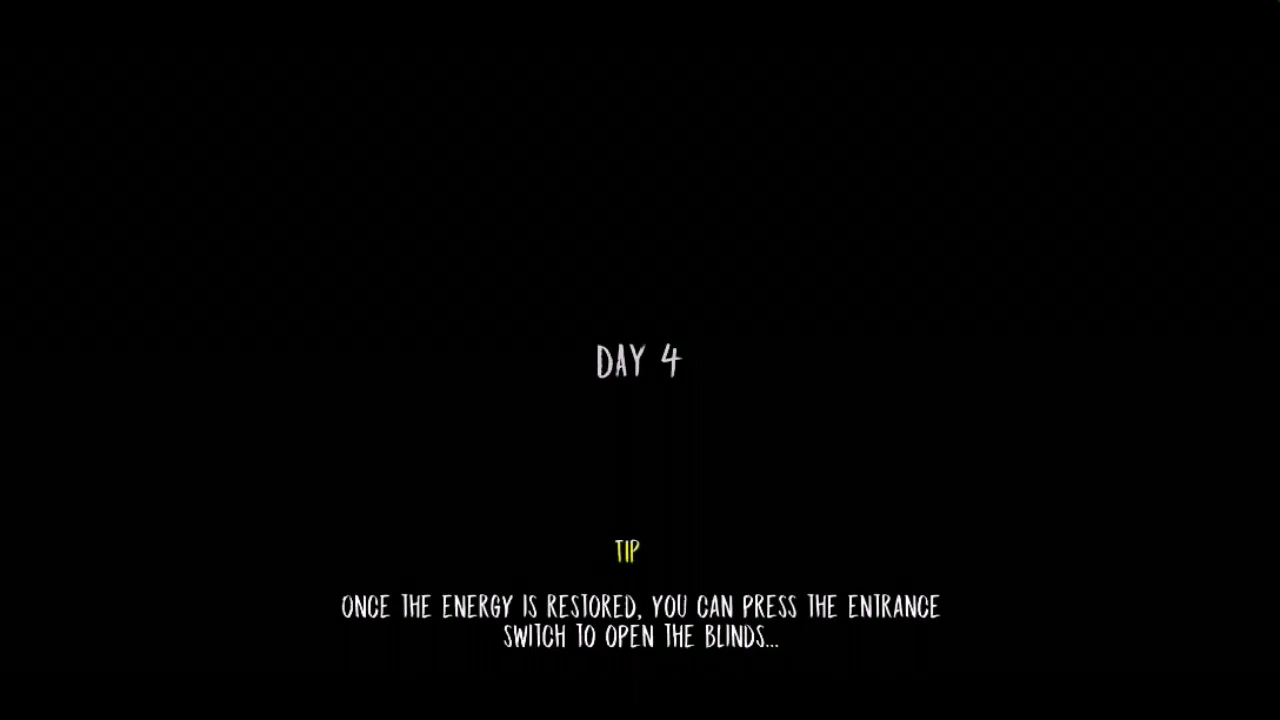 DAY 4
TIP
ONCE THE ENERGY IS RESTORED, YOU CAN PRESS THE ENTRANCE
SWITCH TO OPEN THE BLINDS...